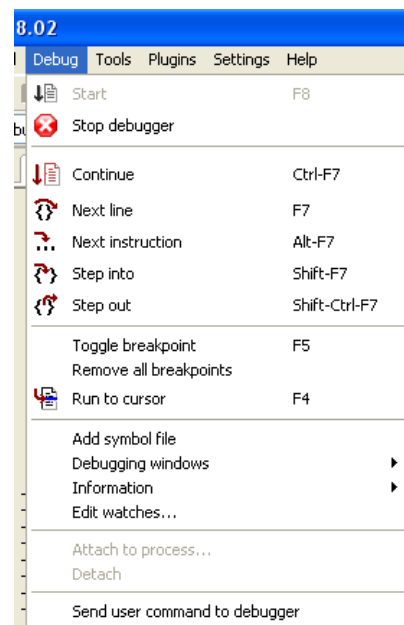 8.02
Debug Tools Plugins Settings Help
Start F8
Stop debugger
Continue Ctrl-F7
Next line F7
Next instruction Alt-F7
Step into Shift-F7
Step out Shift-Ctrl-F7
Toggle breakpoint F5
Remove all breakpoints
Run to cursor F4
Add symbol file
Debugging windows
Information
Edit watches...
Attach to process...
Detach
Send user command to debugger